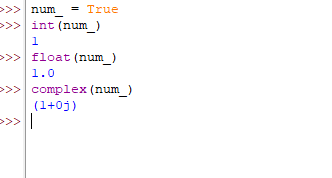 >>> num_ = True
>>> int(num_)
1
>>> float(num_)
1.0
>>> complex(num_)
(1+0j)
>>>